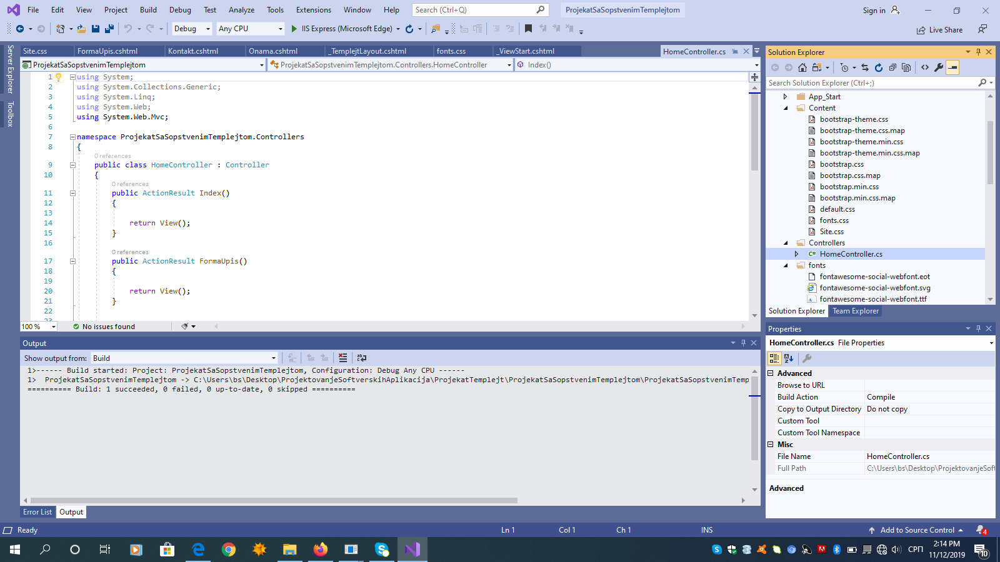 File Edit View Project Build Debug Test Analyze Tools Extensions Window Help Search (Ctrl+Q) ProjekatSaSopstvenimTemplejtom Sign in
Debug Any CPU IIS Express (Microsoft Edge) Live Share
Server Explorer
Toolbox
Site.css FormaUpis.cshtml Kontakt.cshtml Onama.cshtml _TemplejtLayout.cshtml fonts.css _ViewStart.cshtml HomeController.cs
ProjekatSaSopstvenimTemplejtom ProjekatSaSopstvenimTemplejtom.Controllers.HomeController Index()
1 using System;
2 using System.Collections.Generic;
3 using System.Linq;
4 using System.Web;
5 using System.Web.Mvc;
6
7 namespace ProjekatSaSopstvenimTemplejtom.Controllers
8 {
0 references
9 public class HomeController : Controller
10 {
0 references
11 public ActionResult Index()
12 {
13
14 return View();
15 }
16
0 references
17 public ActionResult FormaUpis()
18 {
19
20 return View();
21 }
22
23
100 % No issues found
Output
Show output from: Build
1>------ Build started: Project: ProjekatSaSopstvenimTemplejtom, Configuration: Debug Any CPU ------
1> ProjekatSaSopstvenimTemplejtom -> C:\Users\bs\Desktop\ProjektovanjeSoftverskihAplikacija\ProjekatTemplejt\ProjekatSaSopstvenimTemplejtom\ProjekatSaSopstvenimTemp
========== Build: 1 succeeded, 0 failed, 0 up-to-date, 0 skipped ==========
Error List Output
Solution Explorer
Search Solution Explorer (Ctrl+;)
App_Start
Content
bootstrap-theme.css
bootstrap-theme.css.map
bootstrap-theme.min.css
bootstrap-theme.min.css.map
bootstrap.css
bootstrap.css.map
bootstrap.min.css
bootstrap.min.css.map
default.css
fonts.css
Site.css
Controllers
C# HomeController.cs
fonts
fontawesome-social-webfont.eot
fontawesome-social-webfont.svg
fontawesome-social-webfont.ttf
Solution Explorer Team Explorer
Properties
HomeController.cs File Properties
Advanced
Browse to URL
Build Action Compile
Copy to Output Directory Do not copy
Custom Tool
Custom Tool Namespace
Misc
File Name HomeController.cs
Full Path C:\Users\bs\Desktop\ProjektovanjeSoft
Advanced
Ready Ln 1 Col 1 Ch 1 INS Add to Source Control 4
СРП 2:14 PM
11/12/2019 10